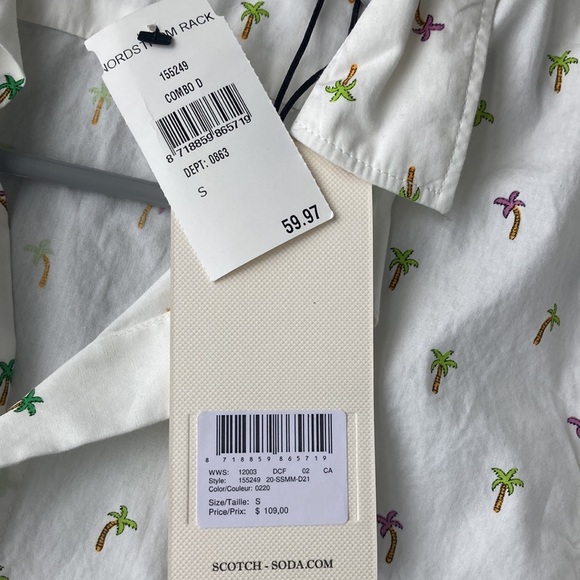 NORDSTROM RACK
155249
COMBO D
8 718859 865719
DEPT: 0863
S
59.97
8 718859 865719
WWS: 12003 DCF 02 CA
Style: 155249 20-SSMM-D21
Color/Couleur: 0220
Size/Taille: S
Price/Prix: $ 109,00
SCOTCH - SODA.COM